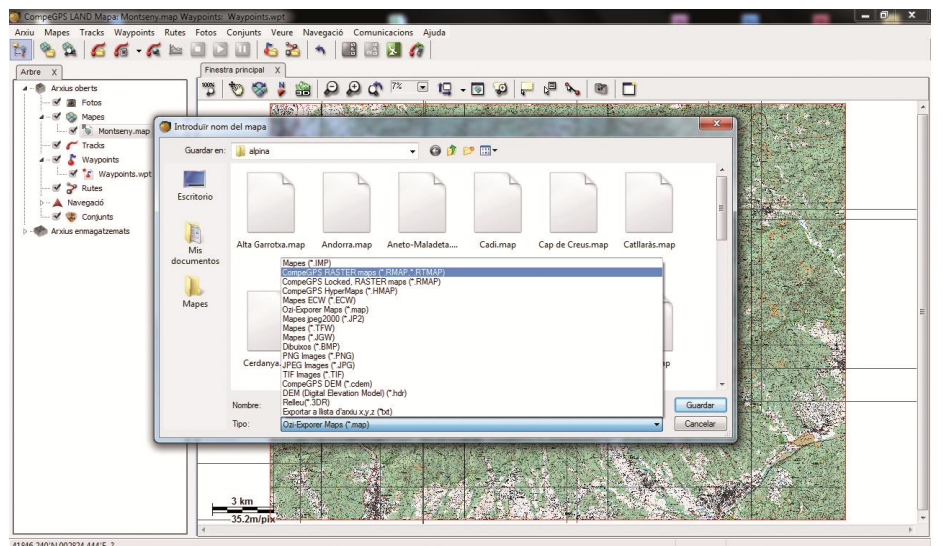 CompeGPS LAND Mapa: Montseny.map Waypoints: Waypoints.wpt
Arxiu Mapes Tracks Waypoints Rutes Fotos Conjunts Veure Navegació Comunicacions Ajuda
Arbre X
Finestra principal X
7%
Arxius oberts
Fotos
Mapes
Montseny.map
Tracks
Waypoints
Waypoints.wpt
Rutes
Navegació
Conjunts
Arxius enmagatzemats
Introduïr nom del mapa
Guardar en: alpina
Escritorio
Mis documentos
Mapes
Alta Garrotxa.map Andorra.map Aneto-Maladeta.... Cadi.map Cap de Creus.map Catllaràs.map
Cerdanya.
Mapes (*.IMP)
CompeGPS RASTER maps (*.RMAP,*.RTMAP)
CompeGPS Locked, RASTER maps (*.RMAP)
CompeGPS HyperMaps (*.HMAP)
Mapes ECW (*.ECW)
Ozi-Exporer Maps (*.map)
Mapes jpeg2000 (*.JP2)
Mapes (*.TFW)
Mapes (*.JGW)
Dibuixos (*.BMP)
PNG Images (*.PNG)
JPEG Images (*.JPG)
TIF Images (*.TIF)
CompeGPS DEM (*.cdem)
DEM (Digital Elevation Model) (*.hdr)
Relleu(*.3DR)
Exportar a llista d'arxiu x,y,z (*txt)
Nombre:
Guardar
Tipo: Ozi-Exporer Maps (*.map)
Cancelar
3 km
35.2m/pix